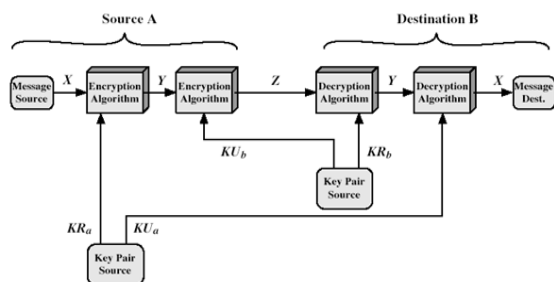 Source A
Destination B
Message
Source
X
Encryption
Algorithm
Y
Encryption
Algorithm
Z
Decryption
Algorithm
Y
Decryption
Algorithm
X
Message
Dest.
KUb
KRb
Key Pair
Source
KRa
KUa
Key Pair
Source